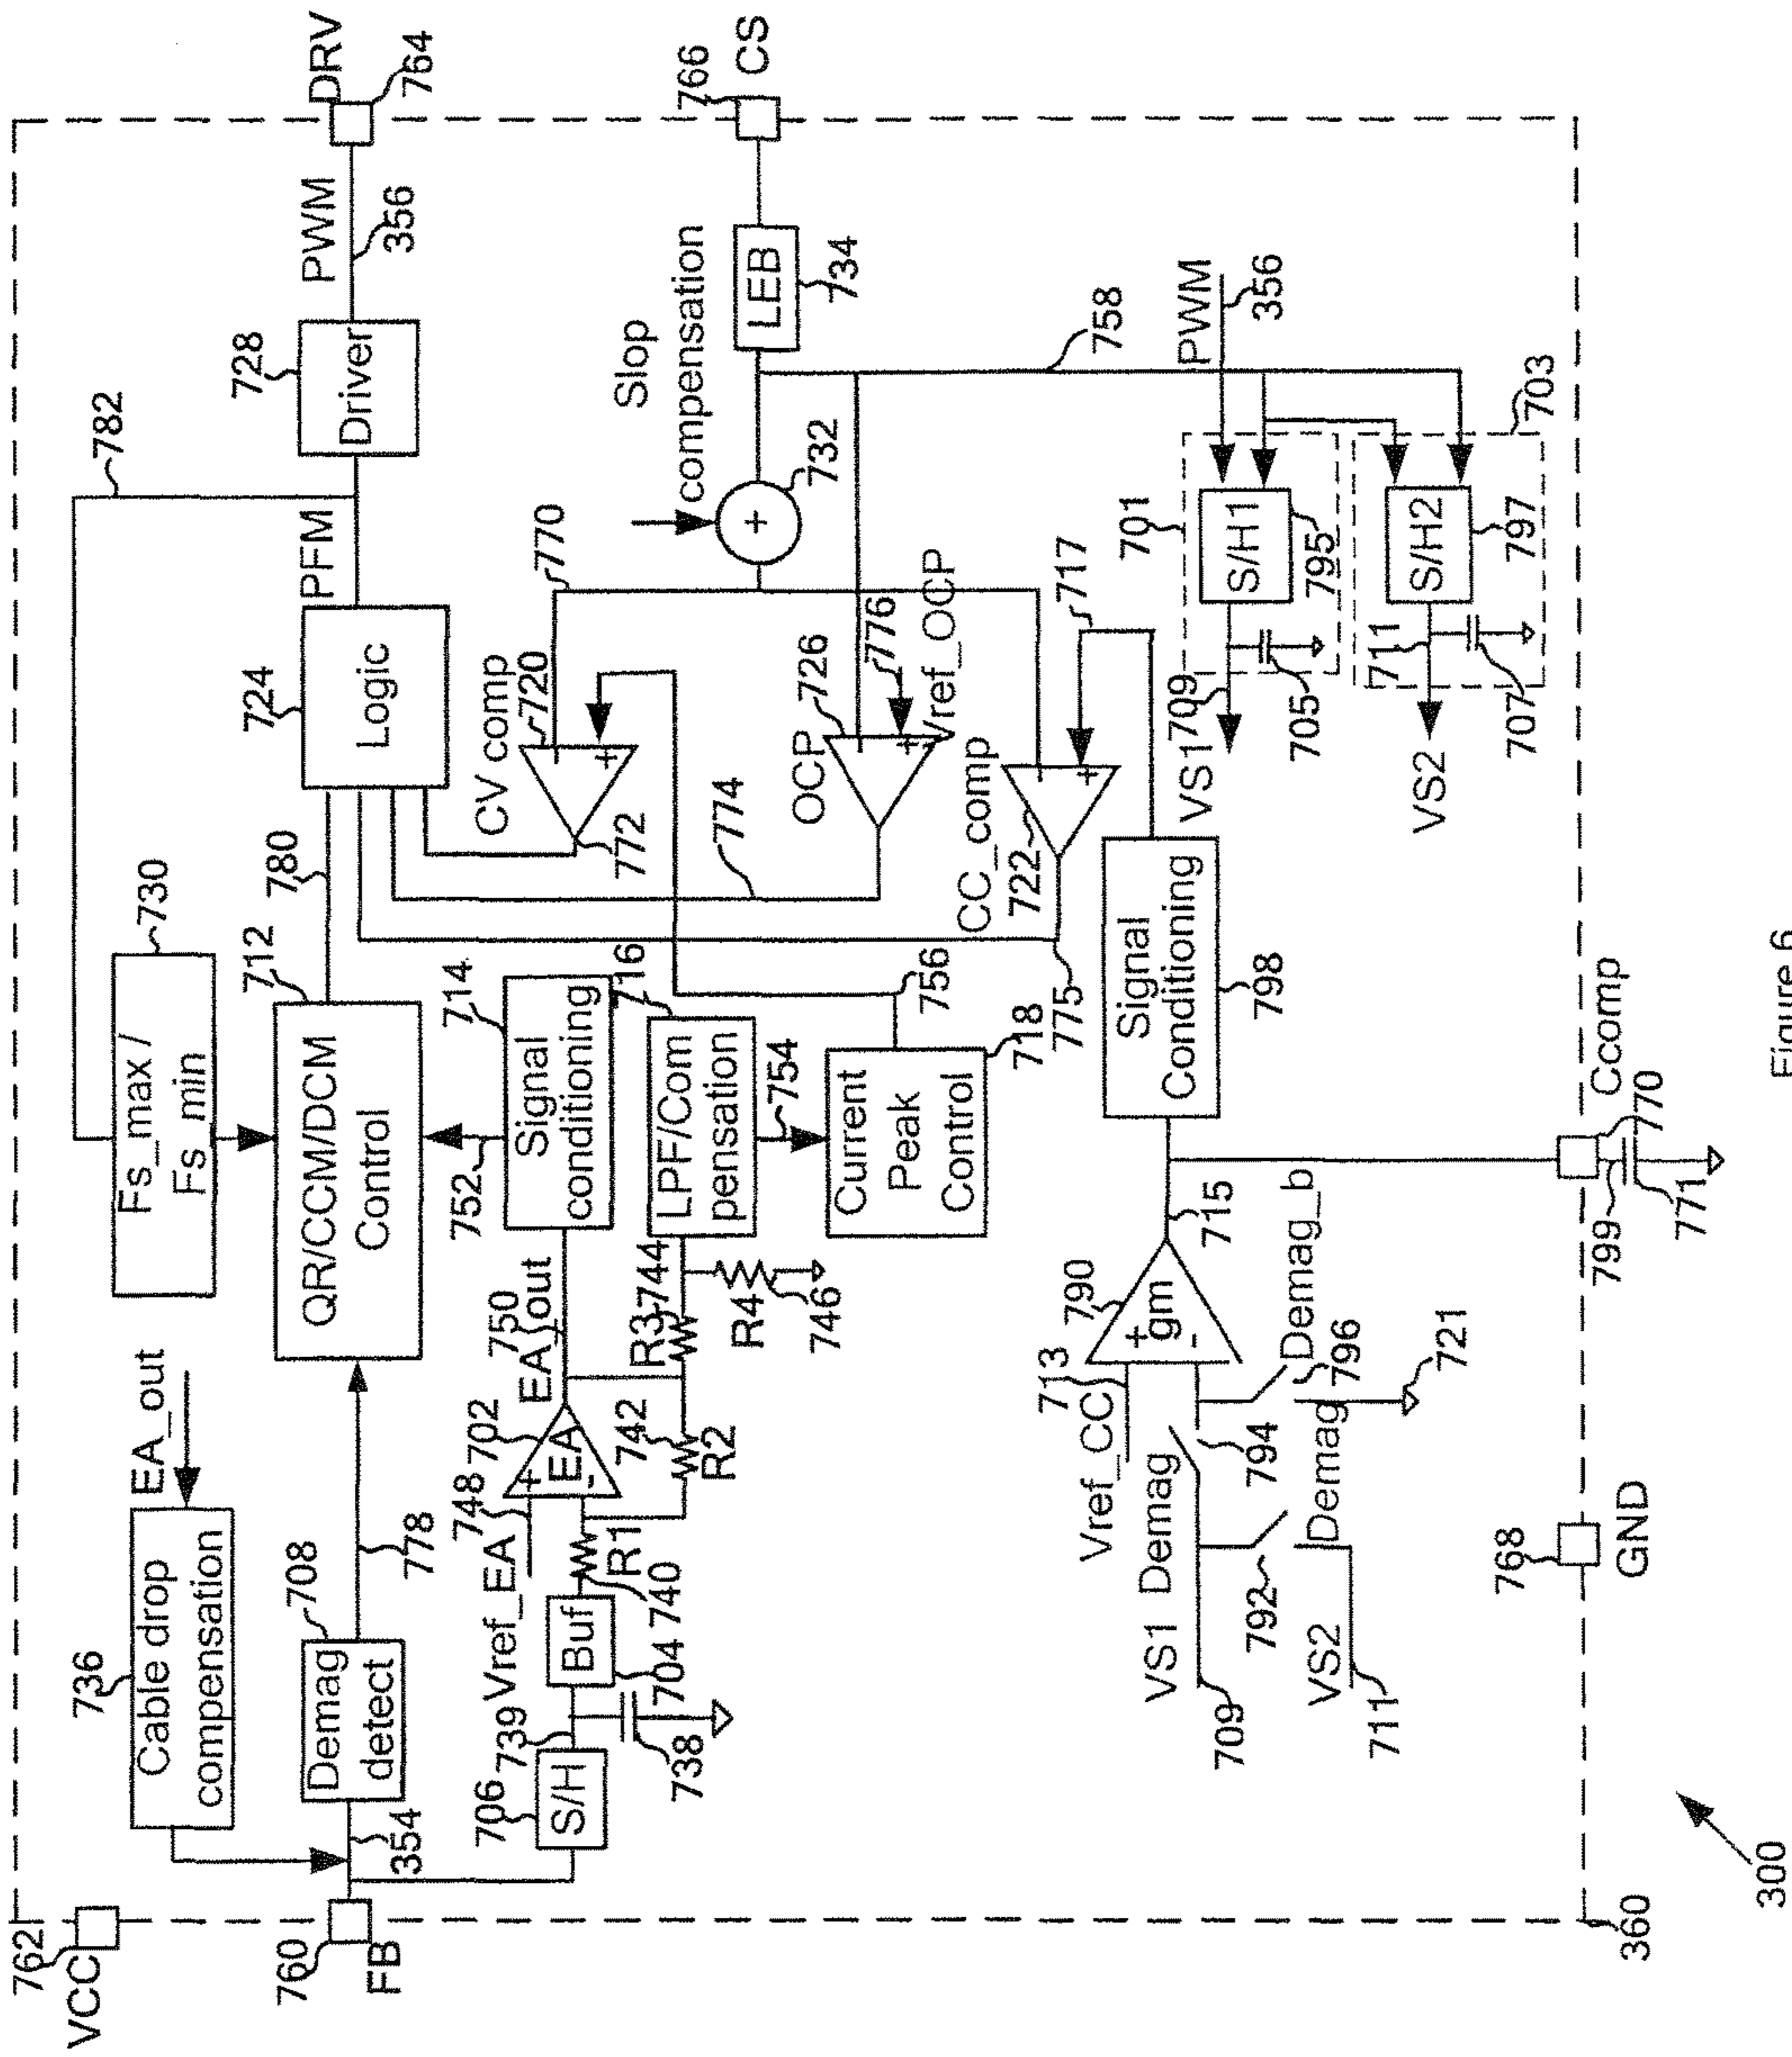 762
VCC
760
FB
736
Cable drop
compensation
EA_out
354
Demag
detect
708
778
Fs_max /
Fs_min
730
QR/CCM/DCM
Control
712
780
782
Logic
724
PFM
Driver
728
PWM
356
DRV
764
706
S/H
739
738
Buf
704
740
R1
Vref_EA
748
+
EA
-
702
742
R2
750
EA_out
R3
744
R4
746
752
Signal
conditioning
714
LPF/Com
pensation
716
754
Current
Peak
Control
718
756
CV comp
720
-
+
772
770
774
OCP
726
-
+
776
Vref_OCP
CC_comp
722
-
+
775
717
Slop
compensation
+
732
LEB
734
766
CS
758
VS1
709
Demag
VS2
711
792
Demag
794
Vref_CC
713
+
gm
-
790
Demag_b
796
721
715
Signal
Conditioning
798
PWM
356
701
S/H1
795
VS1
709
705
703
S/H2
797
711
VS2
707
768
GND
799
771
770
Ccomp
360
300
Figure 6